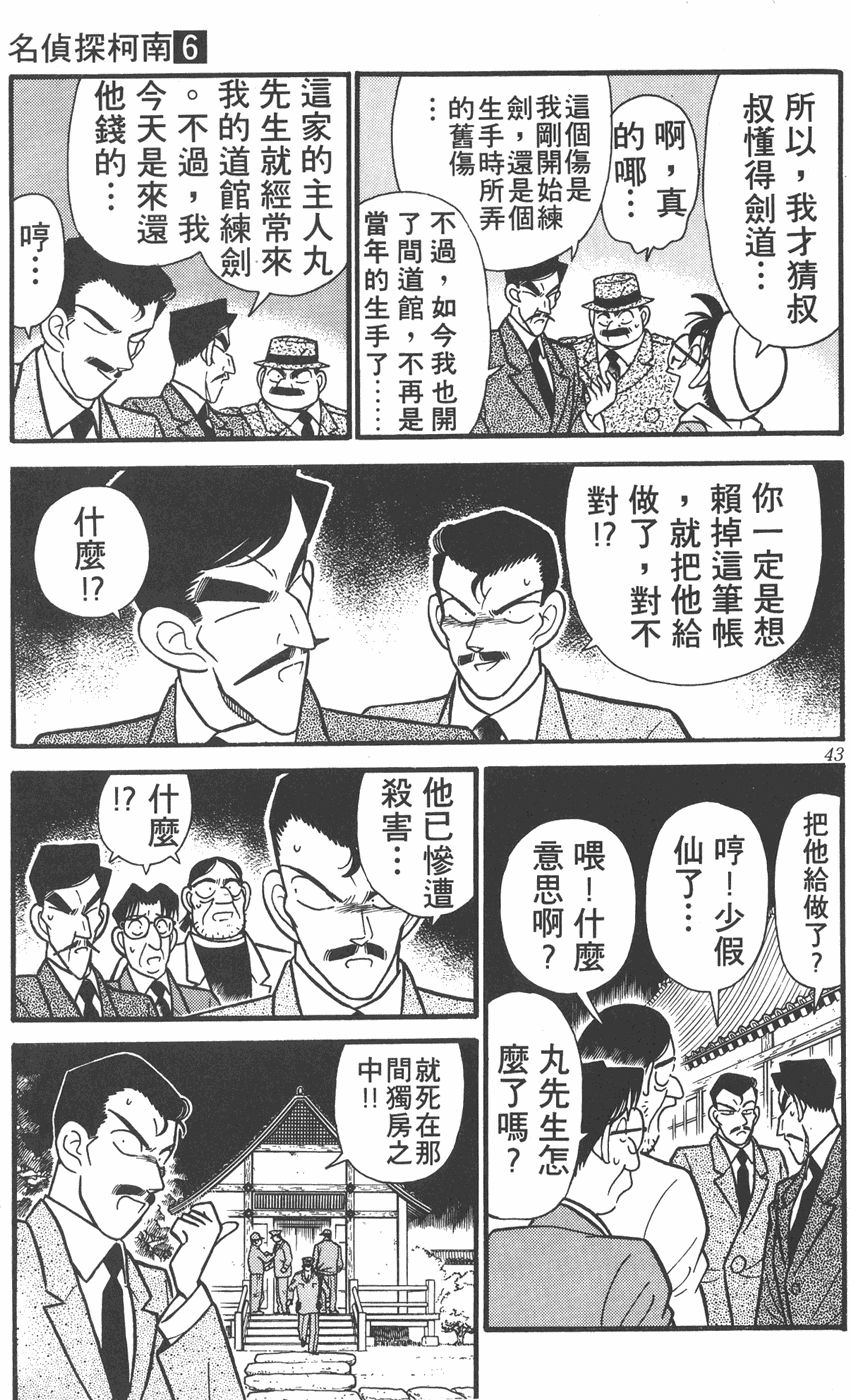 名偵探柯南6
所以，我才猜叔
叔懂得劍道…
啊，真
的哪…
這個傷是
我剛開始練
劍，還是個
生手時所弄
的舊傷
…
不過，如今我也開
了間道館，不再是
當年的生手了……
這家的主人丸
先生就經常來
我的道館練劍
。不過，我
今天是來還
他錢的…
哼…
你一定是想
賴掉這筆帳
，就把他給
做了，對不
對!?
什麼!?
43
把他給做了?
哼！少假
仙了…
喂！什麼
意思啊?
丸先生怎
麼了嗎?
他已慘遭
殺害…
什麼
!?
就死在那
間獨房之
中!!